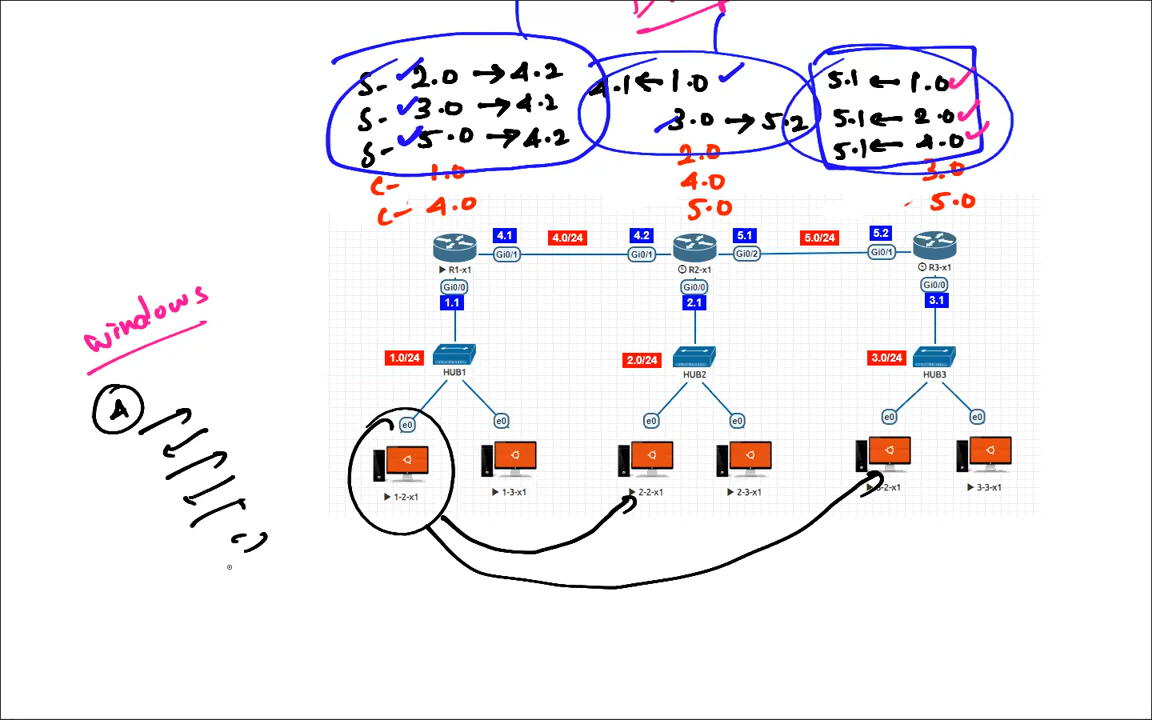 S- 2.0 → 4.2
S- 3.0 → 4.2
S- 5.0 → 4.2
C- 1.0
C- 4.0
4.1 ← 1.0
3.0 → 5.2
2.0
4.0
5.0
5.1 ← 1.0
5.1 ← 2.0
5.1 ← 4.0
3.0
5.0
4.1 4.0/24 4.2 5.1 5.0/24 5.2
Gi0/1 Gi0/1 Gi0/2 Gi0/1
R1-x1 R2-x1 R3-x1
Gi0/0 Gi0/0 Gi0/0
1.1 2.1 3.1
windows
1.0/24 2.0/24 3.0/24
HUB1 HUB2 HUB3
A
e0 e0 e0 e0 e0 e0
1-2-x1 1-3-x1 2-2-x1 2-3-x1 3-2-x1 3-3-x1